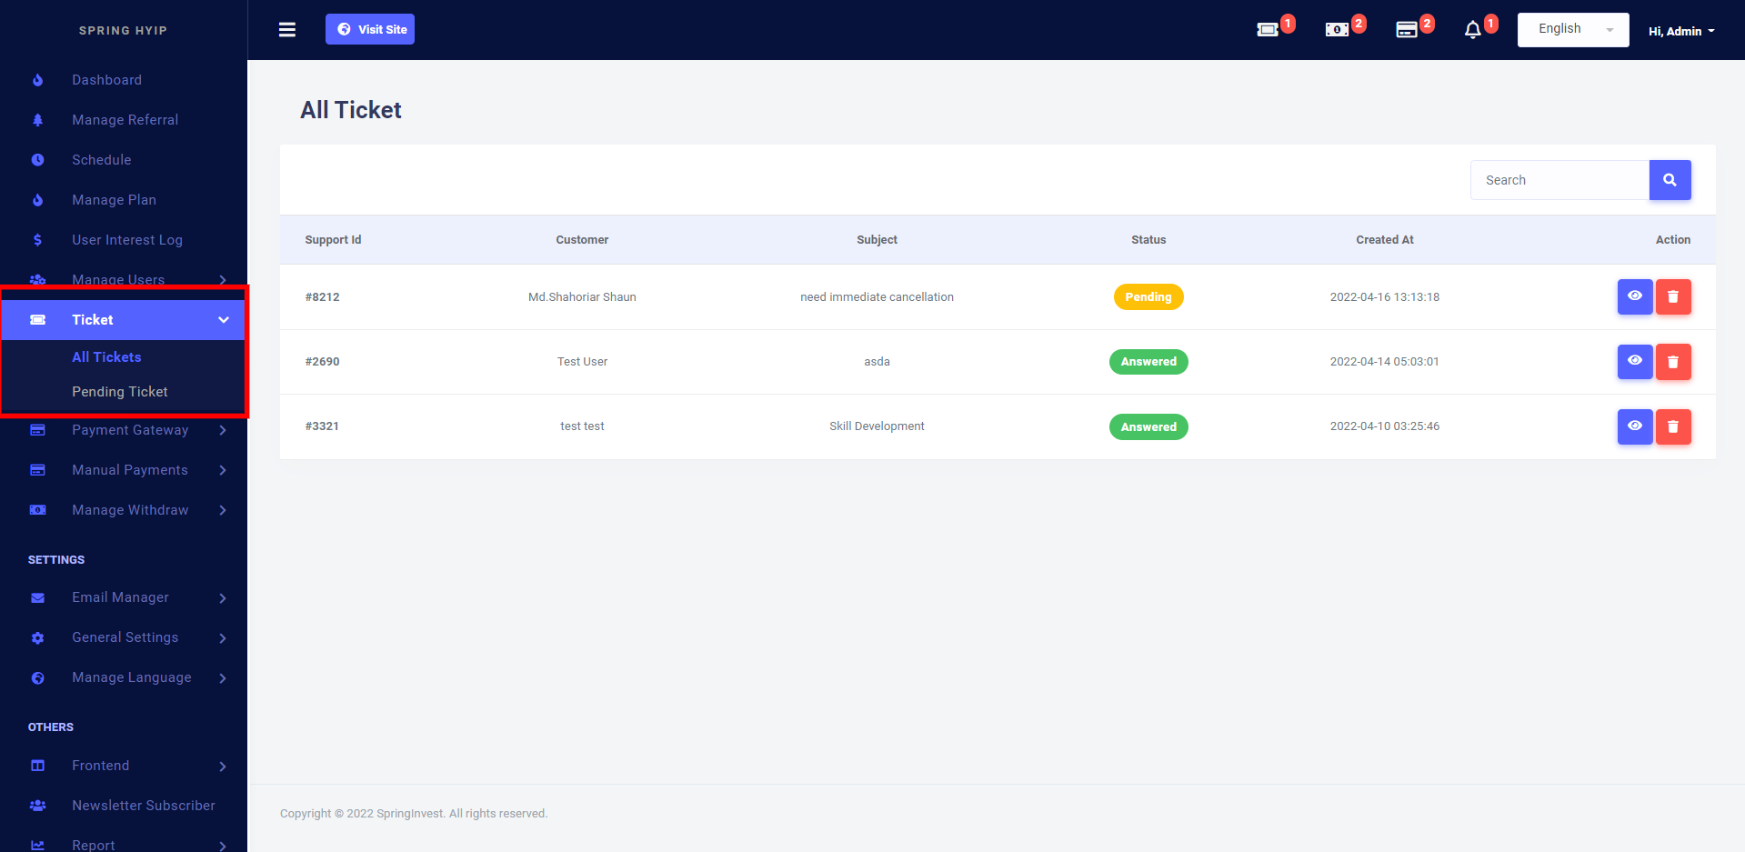 SPRING HYIP
Visit Site
1
2
2
1
English
Hi, Admin
Dashboard
Manage Referral
Schedule
Manage Plan
User Interest Log
Manage Users
Ticket
All Tickets
Pending Ticket
Payment Gateway
Manual Payments
Manage Withdraw
SETTINGS
Email Manager
General Settings
Manage Language
OTHERS
Frontend
Newsletter Subscriber
Report
All Ticket
Search
Support Id Customer Subject Status Created At Action
#8212 Md.Shahoriar Shaun need immediate cancellation Pending 2022-04-16 13:13:18
#2690 Test User asda Answered 2022-04-14 05:03:01
#3321 test test Skill Development Answered 2022-04-10 03:25:46
Copyright © 2022 SpringInvest. All rights reserved.